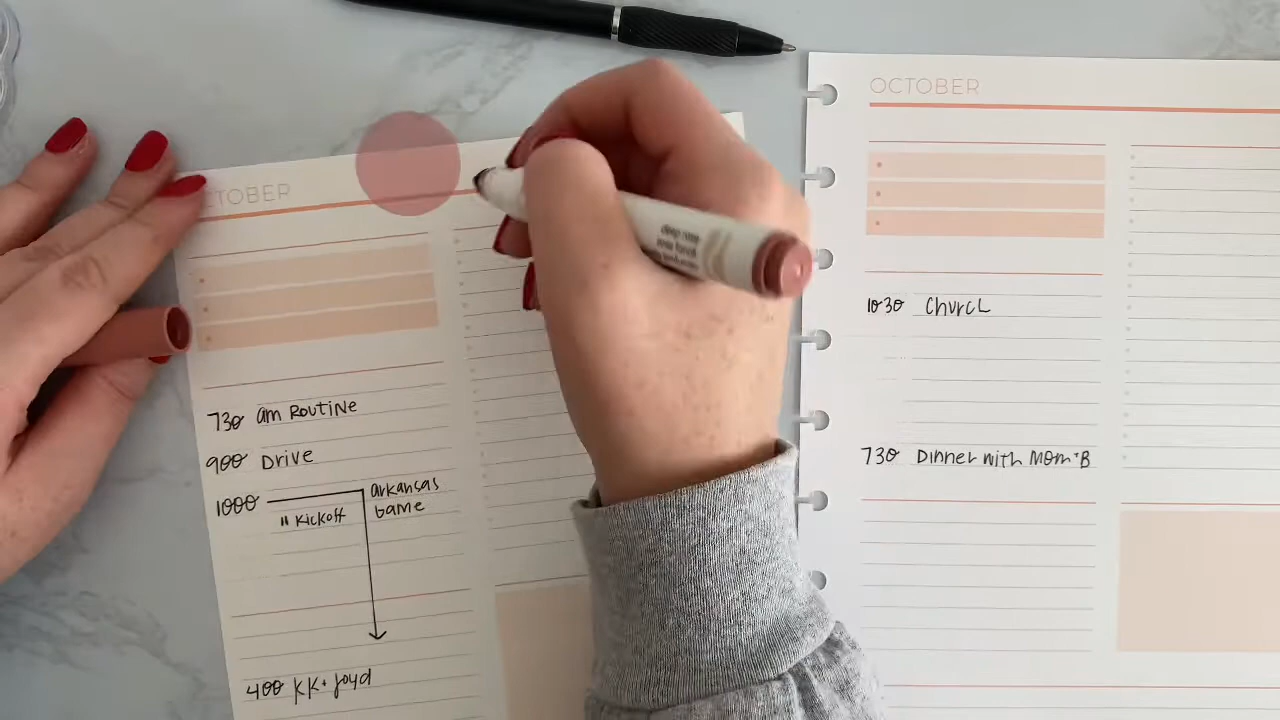 OCTOBER
730 am Routine
900 Drive
1000 arkansas
Game
11 Kickoff
400 KK + Joyd
OCTOBER
1030 Church
730 Dinner with Mom + B